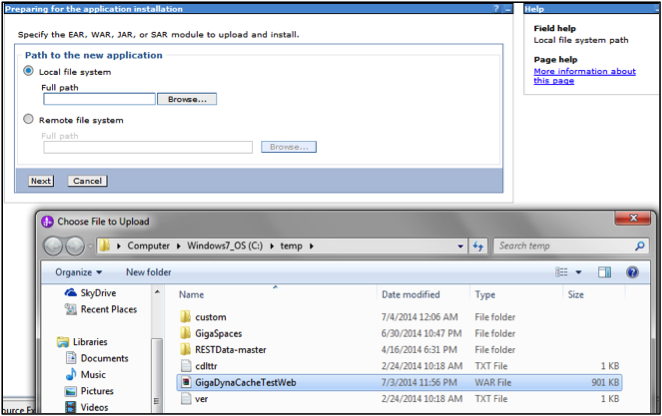 Preparing for the application installation ? –
Help –
Specify the EAR, WAR, JAR, or SAR module to upload and install.
Field help
Local file system path
Page help
More information about
this page
Path to the new application
Local file system
Full path
Browse...
Remote file system
Full path
Browse...
Next Cancel
Choose File to Upload
Computer Windows7_OS (C:) temp
Search temp
Organize New folder
Name Date modified Type Size
SkyDrive
Recent Places
Libraries
Documents
Music
Pictures
Videos
custom 7/4/2014 12:06 AM File folder
GigaSpaces 6/30/2014 10:47 PM File folder
RESTData-master 4/16/2014 6:31 PM File folder
cdlttr 2/24/2014 10:18 AM TXT File 1 KB
GigaDynaCacheTestWeb 7/3/2014 11:56 PM WAR File 901 KB
ver 2/24/2014 10:18 AM TXT File 1 KB